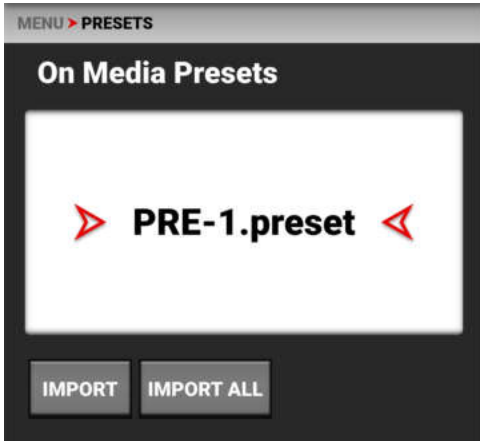 MENU > PRESETS
On Media Presets
PRE-1.preset
IMPORT IMPORT ALL